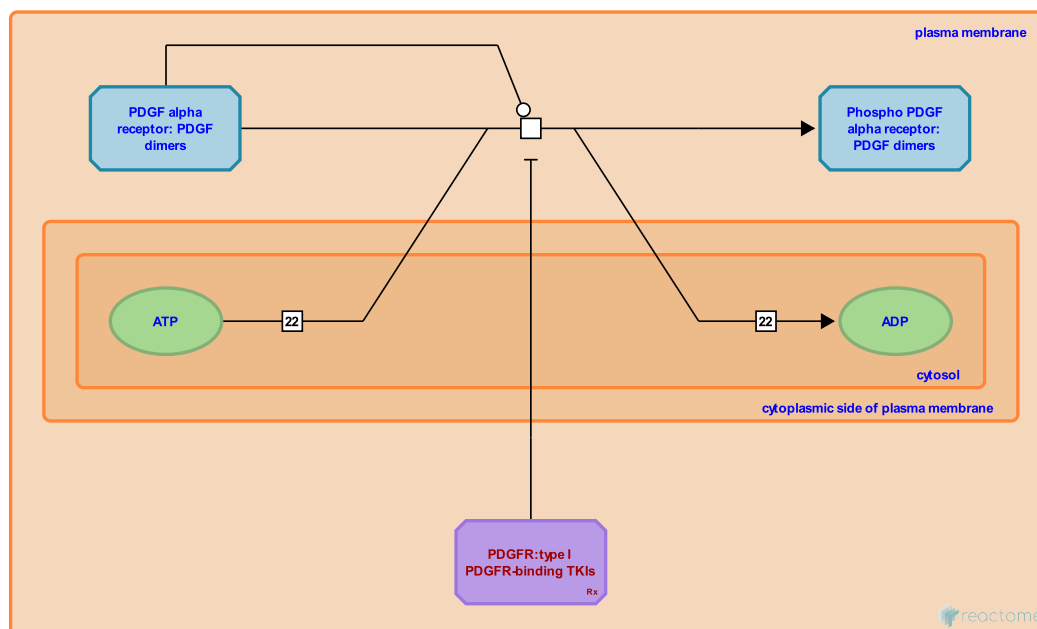 plasma membrane
PDGF alpha
receptor: PDGF
dimers
Phospho PDGF
alpha receptor:
PDGF dimers
ATP
22
22
ADP
cytosol
cytoplasmic side of plasma membrane
PDGFR:type I
PDGFR-binding TKIs
Rx
reactome